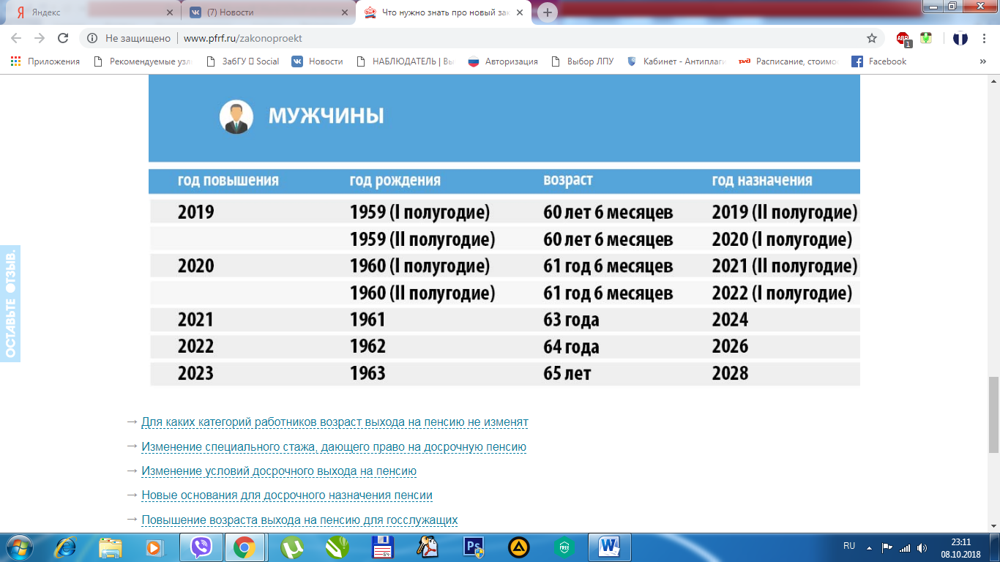 Яндекс
(7) Новости
Что нужно знать про новый зак
Не защищено
www.pfrf.ru/zakonoproekt
ABP
1
Приложения
Рекомендуемые узл
ЗабГУ Social
Новости
НАБЛЮДАТЕЛЬ | Вы
Авторизация
Выбор ЛПУ
Кабинет - Антиплаги
Расписание, стоимос
Facebook
»
МУЖЧИНЫ
год повышения год рождения возраст год назначения
2019 1959 (I полугодие) 60 лет 6 месяцев 2019 (II полугодие)
1959 (II полугодие) 60 лет 6 месяцев 2020 (I полугодие)
2020 1960 (I полугодие) 61 год 6 месяцев 2021 (II полугодие)
1960 (II полугодие) 61 год 6 месяцев 2022 (I полугодие)
2021 1961 63 года 2024
2022 1962 64 года 2026
2023 1963 65 лет 2028
ОСТАВЬТЕ ОТЗЫВ.
→ Для каких категорий работников возраст выхода на пенсию не изменят
→ Изменение специального стажа, дающего право на досрочную пенсию
→ Изменение условий досрочного выхода на пенсию
→ Новые основания для досрочного назначения пенсии
→ Повышение возраста выхода на пенсию для госслужащих
64
Ps
FREE
W
RU
23:11
08.10.2018